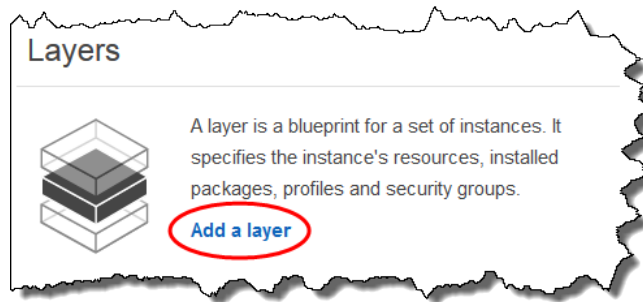 Layers
A layer is a blueprint for a set of instances. It
specifies the instance's resources, installed
packages, profiles and security groups.
Add a layer